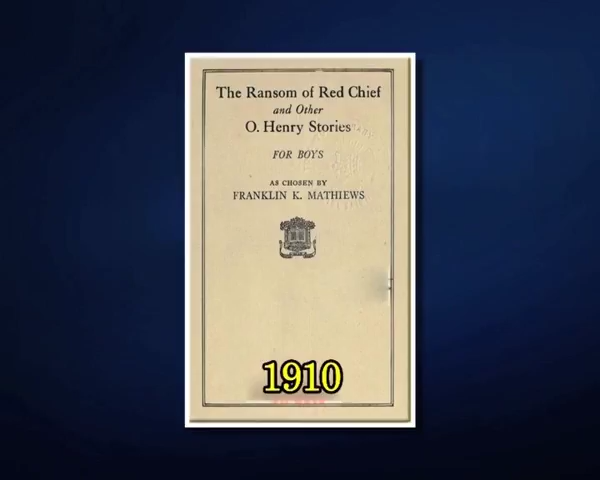 The Ransom of Red Chief
and Other
O. Henry Stories
FOR BOYS
AS CHOSEN BY
FRANKLIN K. MATHIEWS
1910